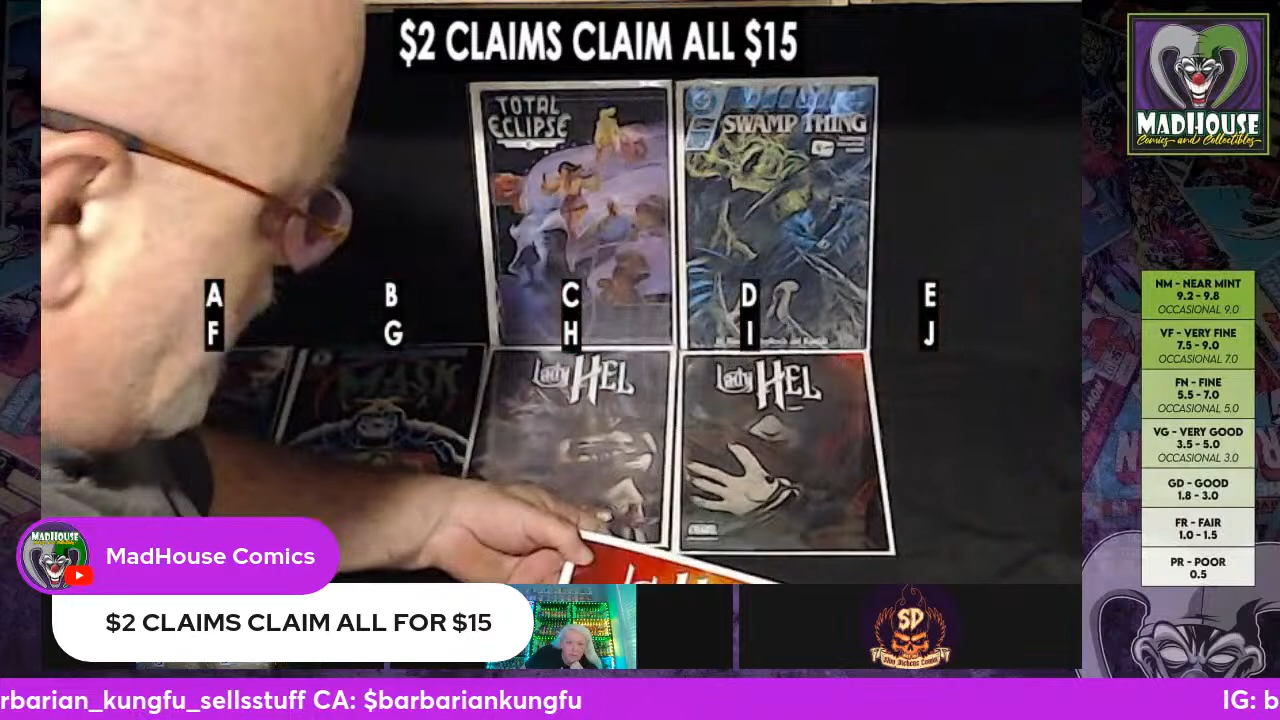 $2 CLAIMS CLAIM ALL $15
MADHOUSE
Comics and Collectibles
TOTAL
ECLIPSE
SWAMP THING
A
B
C
D
E
F
G
H
I
J
MASK
Lady HEL
Lady HEL
NM - NEAR MINT
9.2 - 9.8
OCCASIONAL 9.0
VF - VERY FINE
7.5 - 9.0
OCCASIONAL 7.0
FN - FINE
5.5 - 7.0
OCCASIONAL 5.0
VG - VERY GOOD
3.5 - 5.0
OCCASIONAL 3.0
GD - GOOD
1.8 - 3.0
FR - FAIR
1.0 - 1.5
PR - POOR
0.5
MadHouse Comics
$2 CLAIMS CLAIM ALL FOR $15
SD
rbarian_kungfu_sellsstuff CA: $barbariankungfu
IG: b